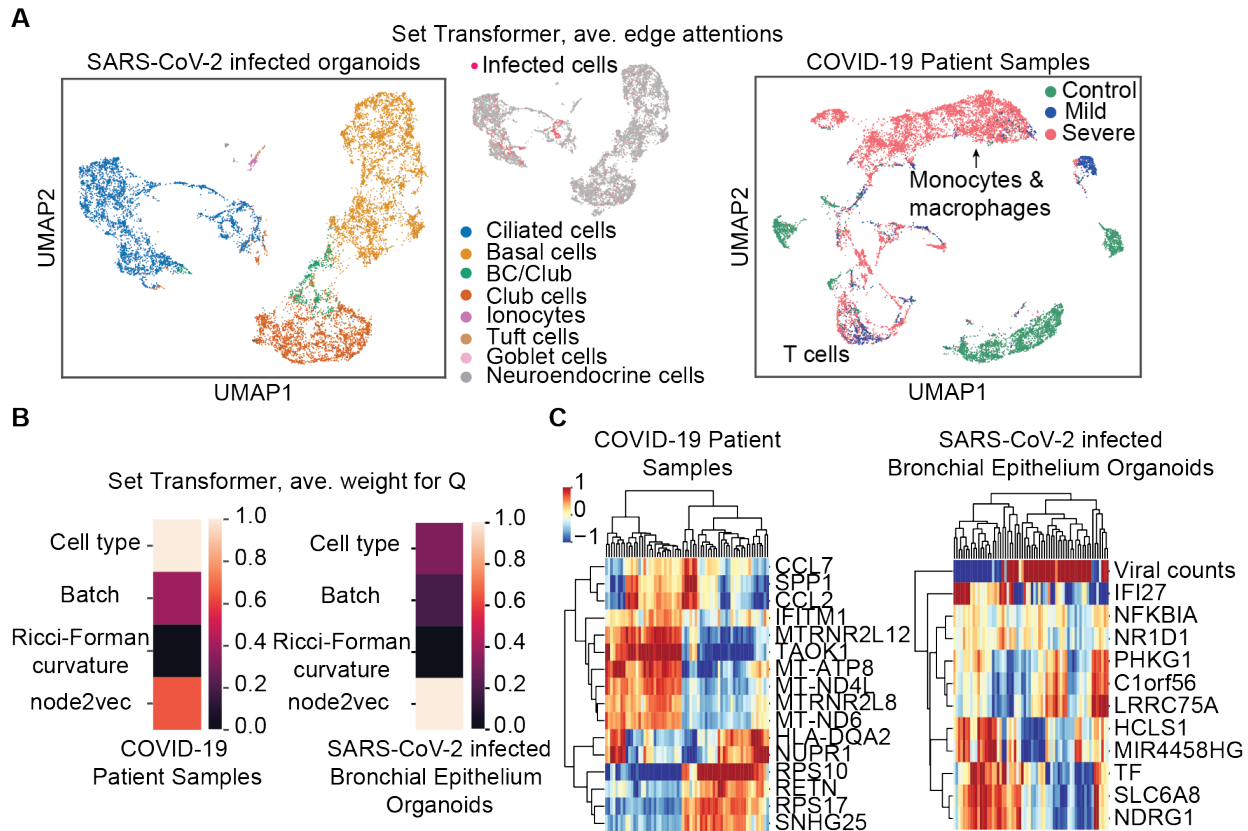 A
Set Transformer, ave. edge attentions
SARS-CoV-2 infected organoids
Infected cells
COVID-19 Patient Samples
Control
Mild
Severe
Monocytes &
macrophages
T cells
UMAP2
UMAP1
Ciliated cells
Basal cells
BC/Club
Club cells
Ionocytes
Tuft cells
Goblet cells
Neuroendocrine cells
UMAP2
UMAP1
B
Set Transformer, ave. weight for Q
Cell type
Batch
Ricci-Forman
curvature
node2vec
1.0
0.8
0.6
0.4
0.2
0.0
COVID-19
Patient Samples
Cell type
Batch
Ricci-Forman
curvature
node2vec
1.0
0.8
0.6
0.4
0.2
0.0
SARS-CoV-2 infected
Bronchial Epithelium
Organoids
C
COVID-19 Patient
Samples
1
0
−1
CCL7
SPP1
CCL2
IFITM1
MTRNR2L12
TAOK1
MT-ATP8
MT-ND4L
MTRNR2L8
MT-ND6
HLA-DQA2
NUPR1
RPS10
RETN
RPS17
SNHG25
SARS-CoV-2 infected
Bronchial Epithelium Organoids
Viral counts
IFI27
NFKBIA
NR1D1
PHKG1
C1orf56
LRRC75A
HCLS1
MIR4458HG
TF
SLC6A8
NDRG1